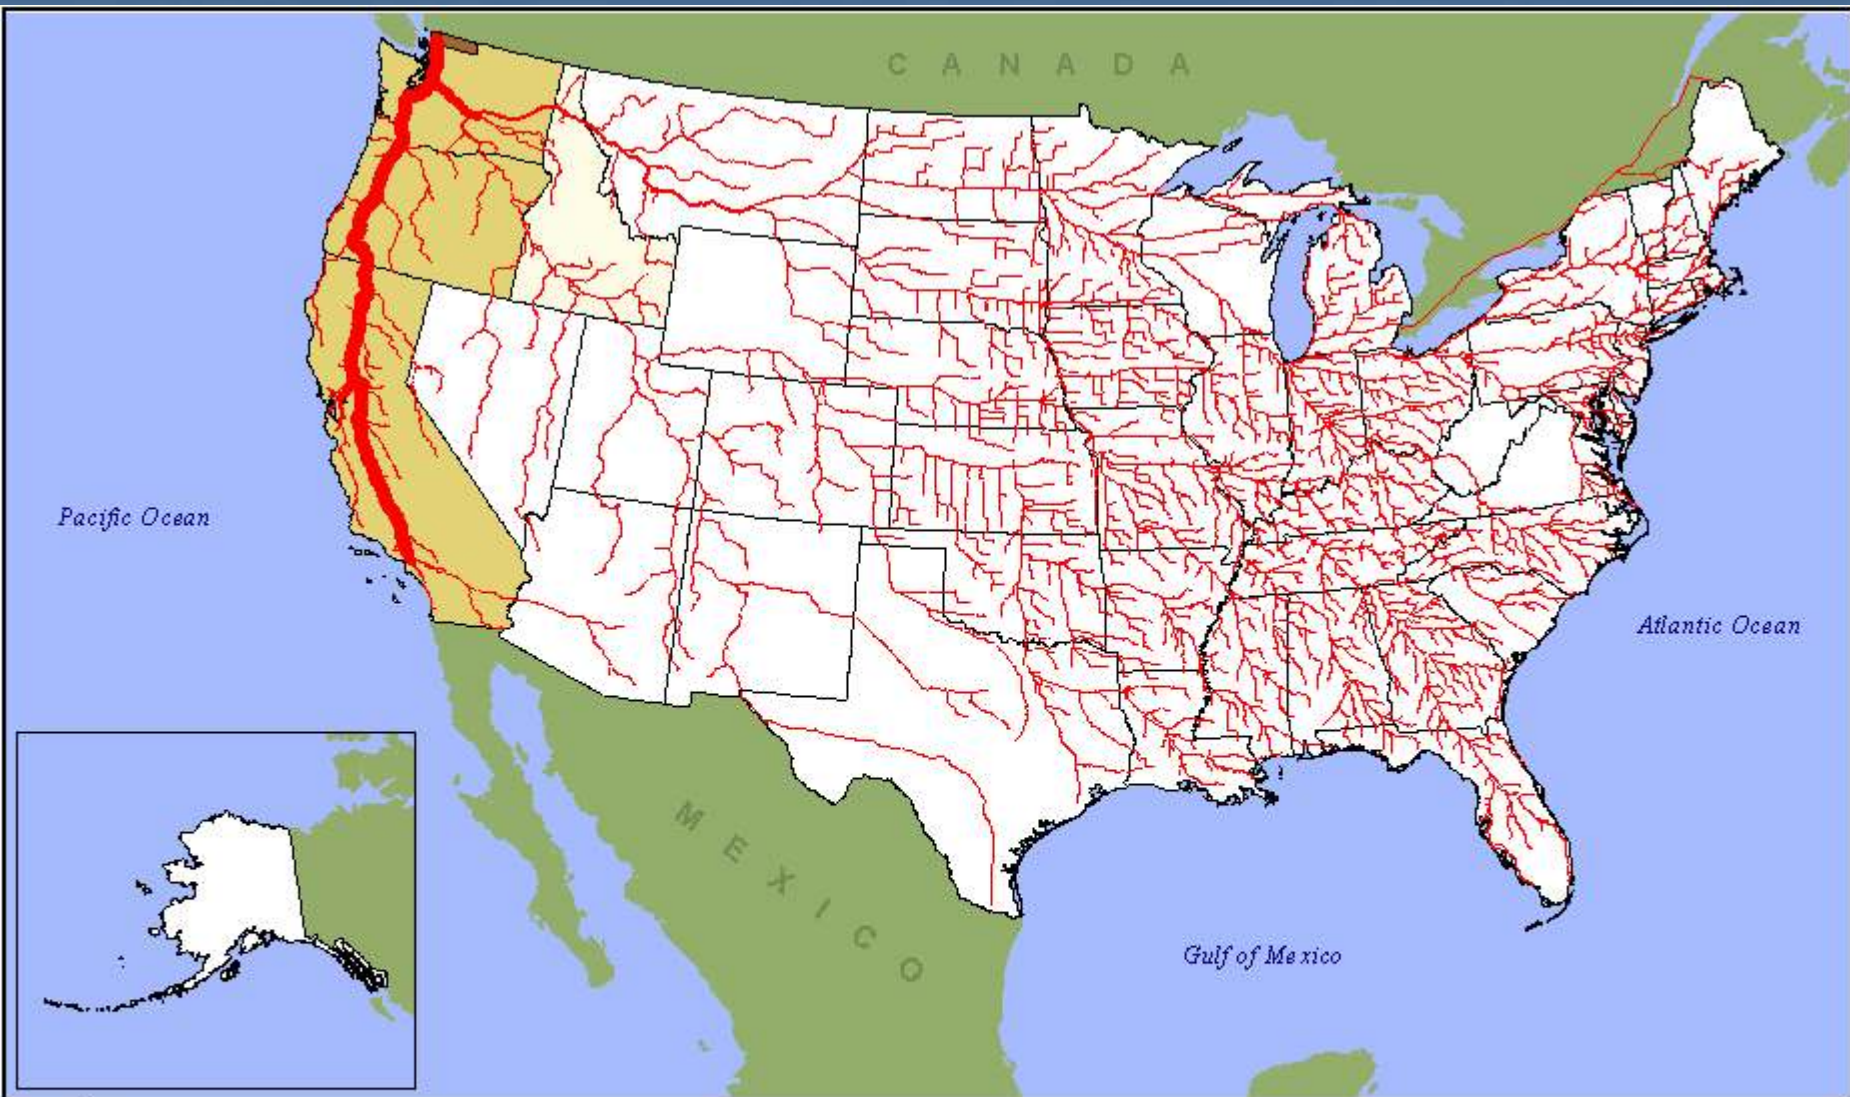 CANADA
Pacific Ocean
Atlantic Ocean
MEXICO
Gulf of Mexico